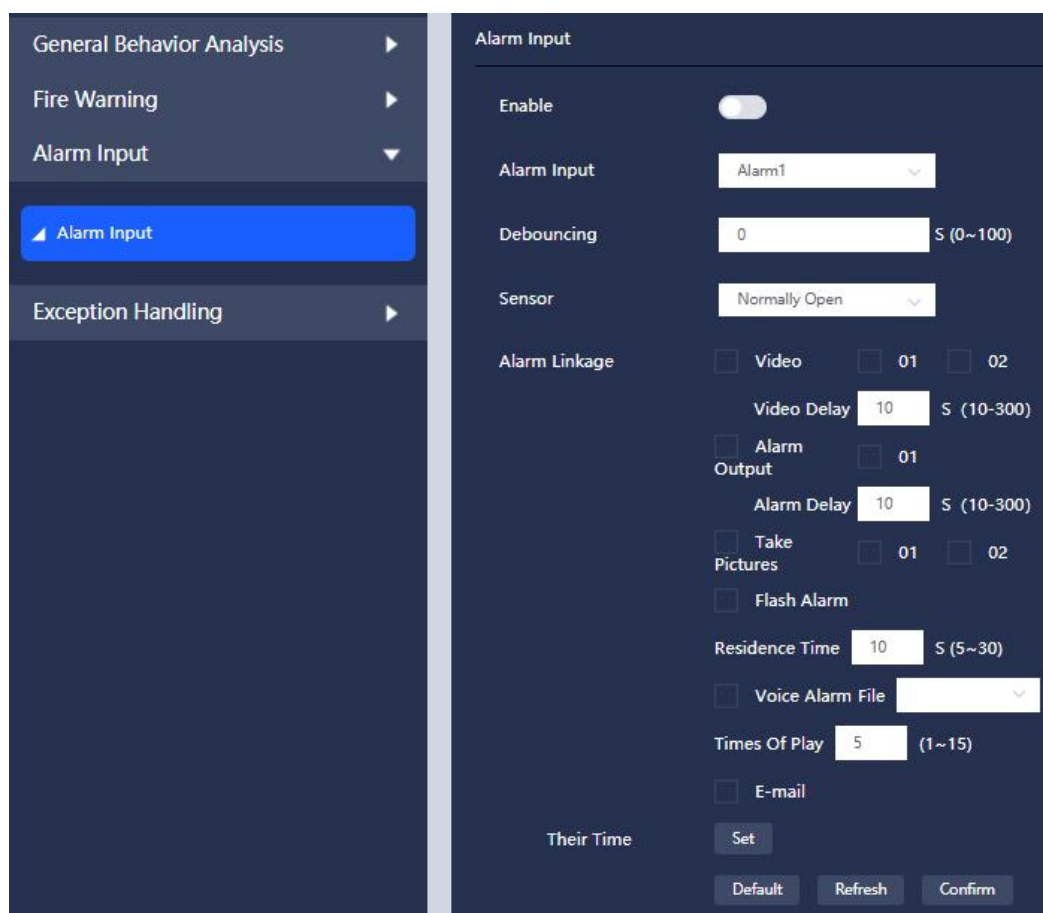 General Behavior Analysis
Fire Warning
Alarm Input
Alarm Input
Exception Handling
Alarm Input
Enable
Alarm Input Alarm1
Debouncing 0 S (0~100)
Sensor Normally Open
Alarm Linkage Video 01 02
Video Delay 10 S (10-300)
Alarm
Output 01
Alarm Delay 10 S (10-300)
Take
Pictures 01 02
Flash Alarm
Residence Time 10 S (5~30)
Voice Alarm File
Times Of Play 5 (1~15)
E-mail
Their Time Set
Default Refresh Confirm